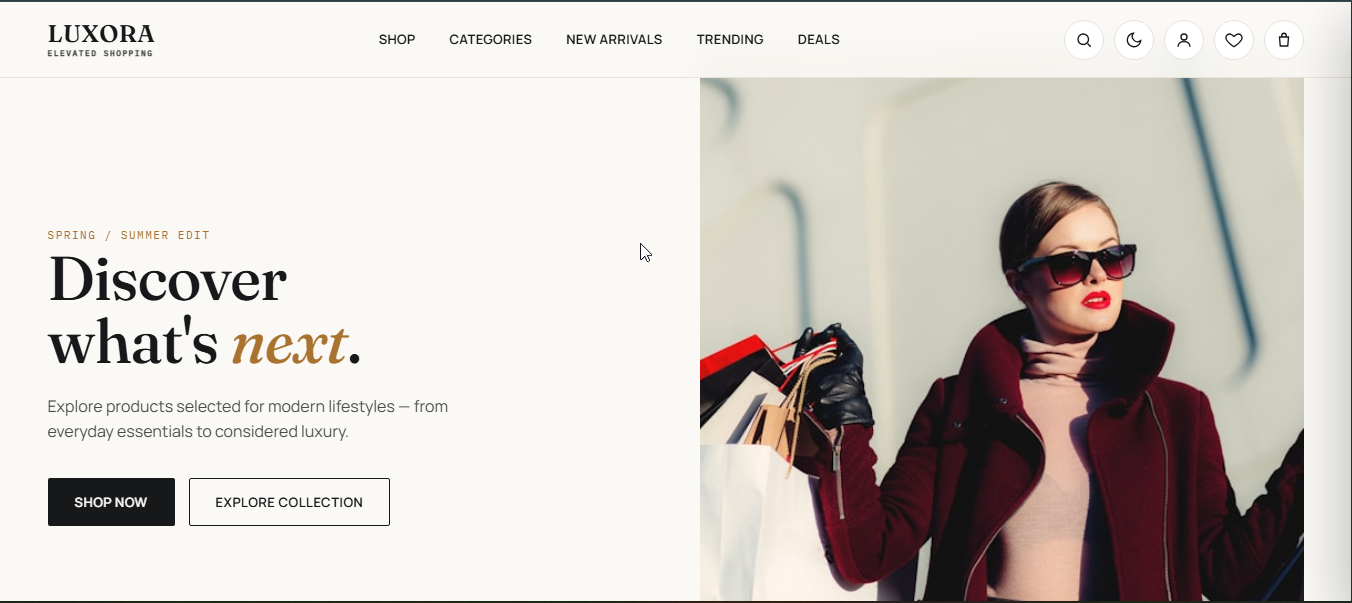 LUXORA
ELEVATED SHOPPING
SHOP
CATEGORIES
NEW ARRIVALS
TRENDING
DEALS
SPRING / SUMMER EDIT
Discover
what's next.
Explore products selected for modern lifestyles — from
everyday essentials to considered luxury.
SHOP NOW
EXPLORE COLLECTION